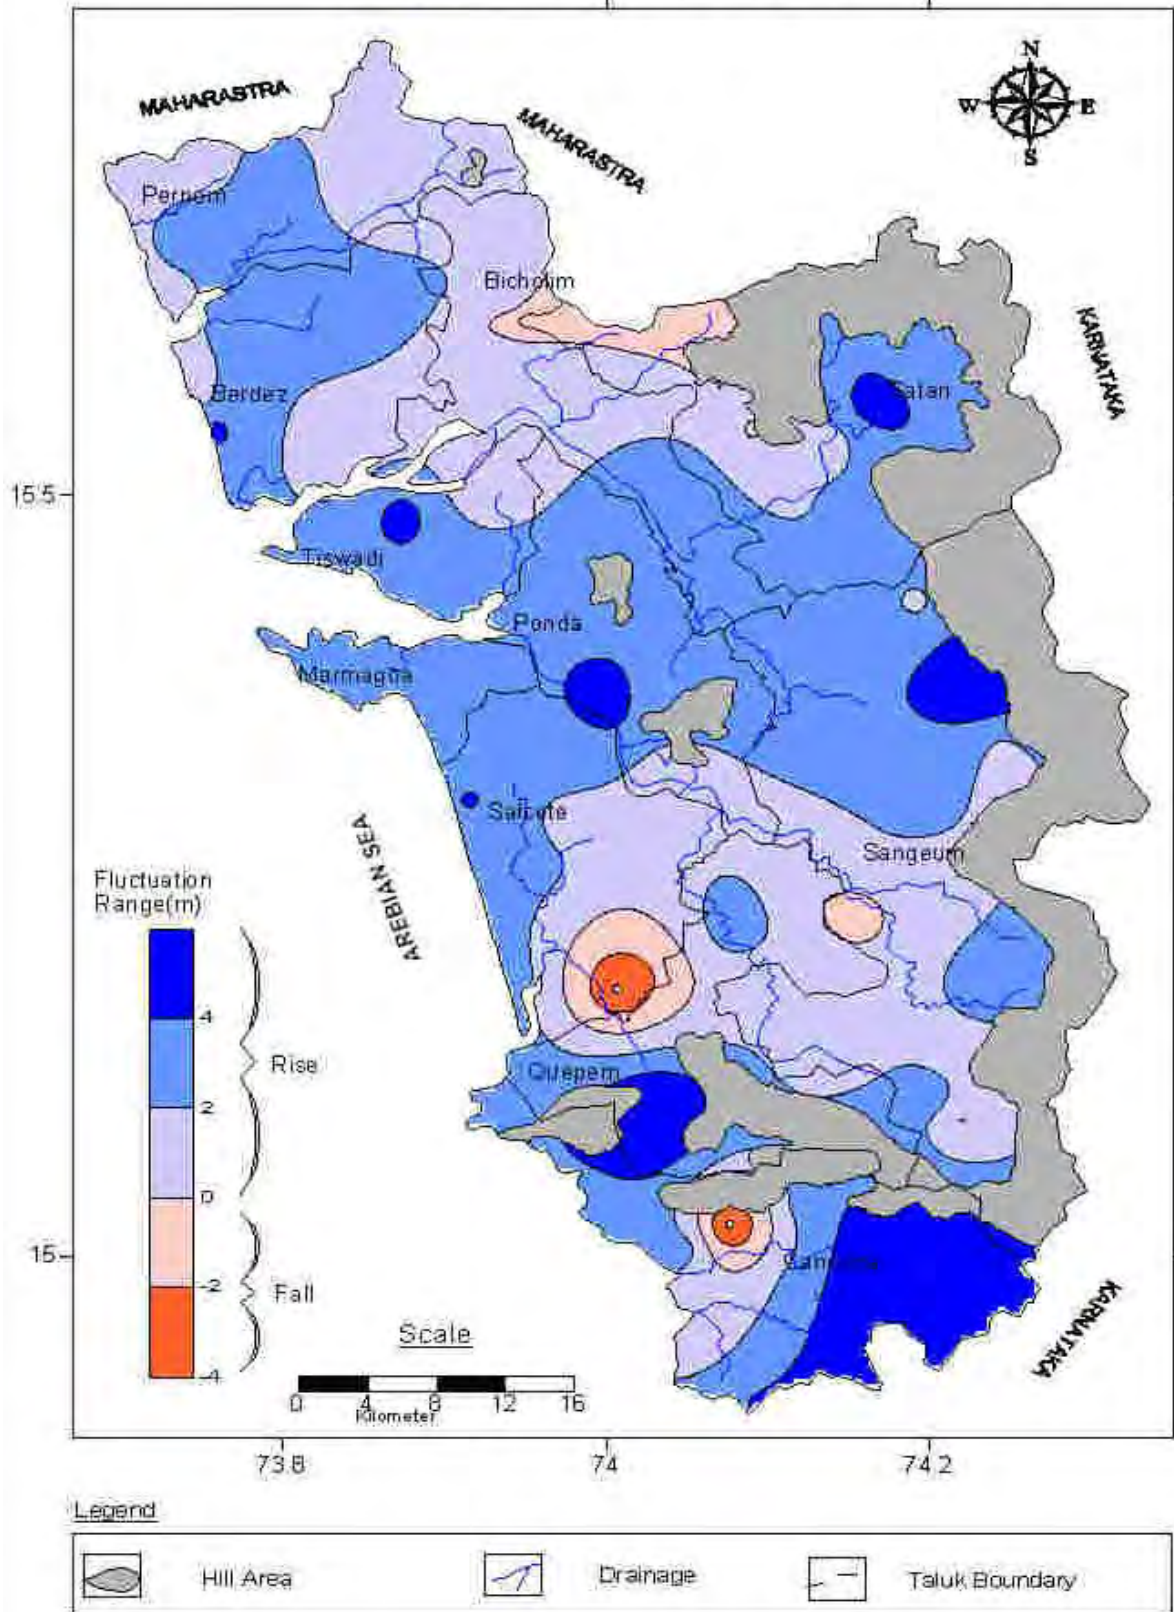 N
W E
S
MAHARASTRA
MAHARASTRA
Pernem
Bicholim
KARNATAKA
Bardez
Satari
15.5
Tiswadi
Ponda
Marmagoa
Salcete
AREBIAN SEA
Sangeum
Fluctuation
Range(m)
4
2
0
-2
-4
Rise
Fall
Quepem
15
KARNATAKA
Scale
0 4 8 12 16
Kilometer
73.8 74 74.2
Legend
Hill Area
Drainage
Taluk Boundary